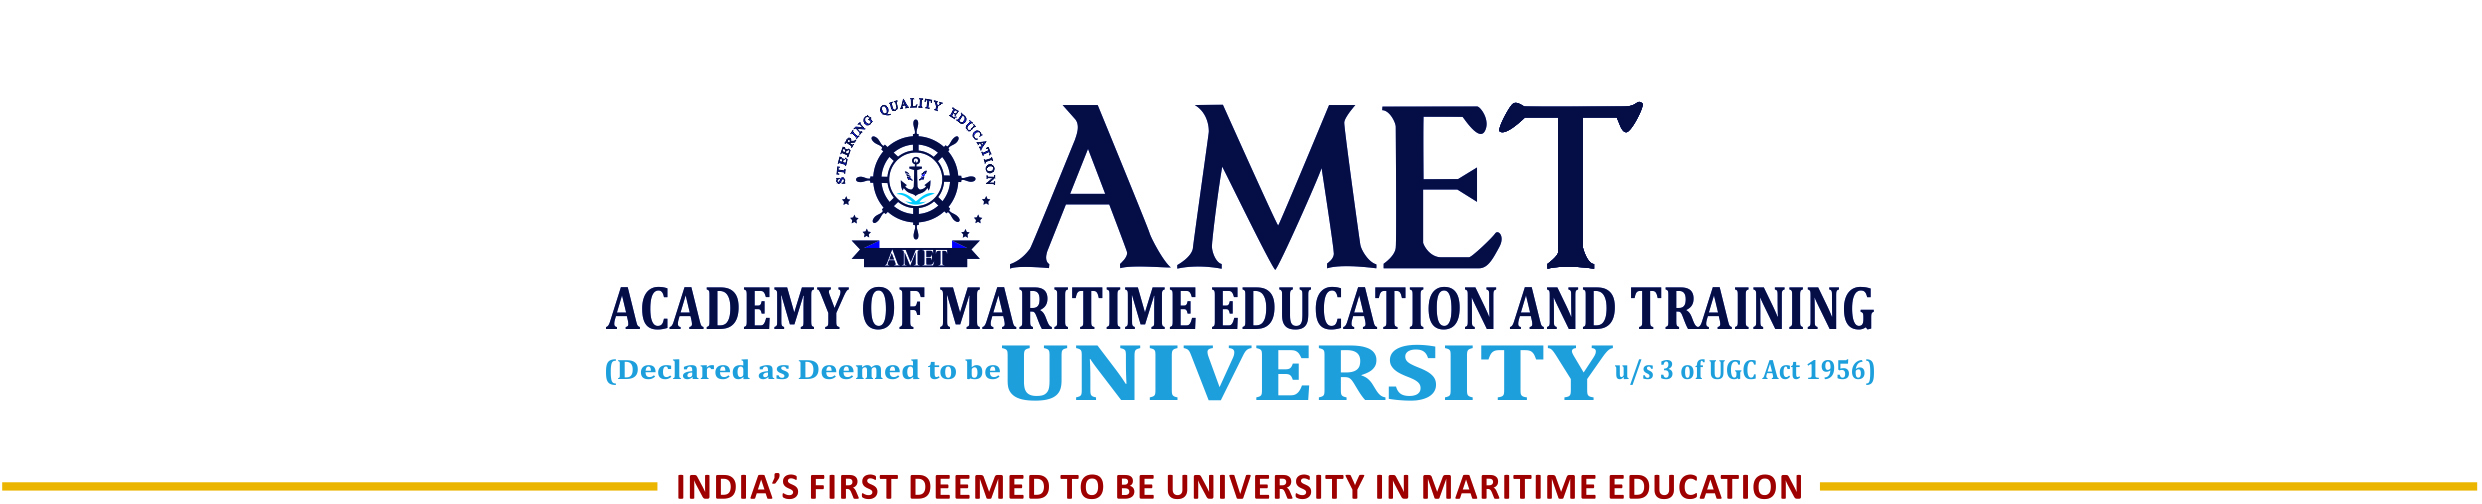 STEERING QUALITY EDUCATION
AMET
AMET
ACADEMY OF MARITIME EDUCATION AND TRAINING
(Declared as Deemed to be UNIVERSITY u/s 3 of UGC Act 1956)
INDIA’S FIRST DEEMED TO BE UNIVERSITY IN MARITIME EDUCATION